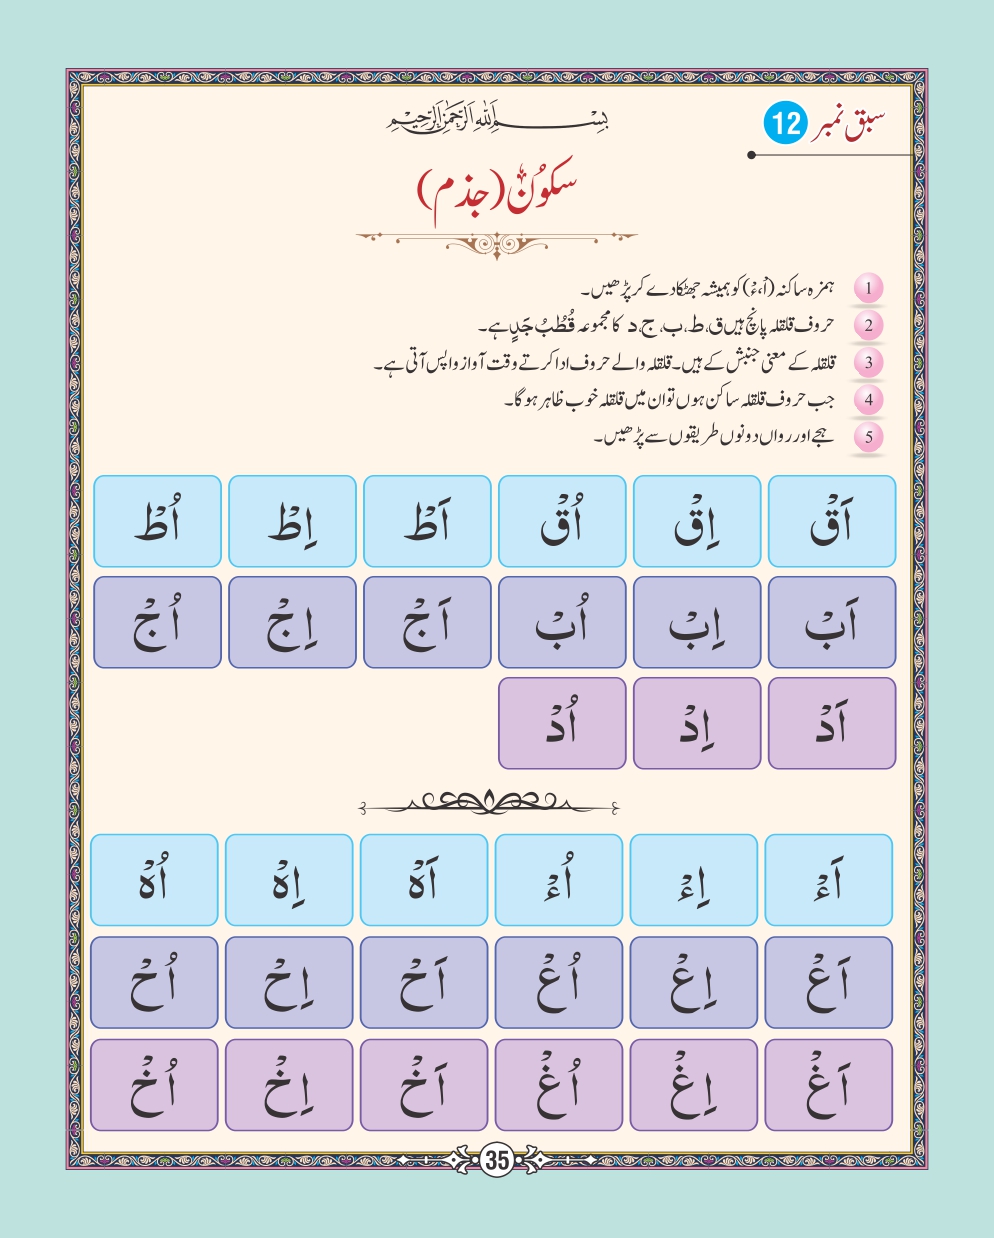 سبق نمبر 12
بِسْمِ اللهِ الرَّحْمٰنِ الرَّحِيْمِ
سکوُنْ (جذم)
1 ہمزہ ساکنہ (اْ،ءْ) کو ہمیشہ جھٹکا دے کر پڑھیں۔
2 حروف قلقلہ پانچ ہیں ق، ط، ب، ج، د کا مجموعہ قُطْبُ جَدٍ ہے۔
3 قلقلہ کے معنی جنبش کے ہیں۔ قلقلہ والے حروف ادا کرتے وقت آواز واپس آتی ہے۔
4 جب حروف قلقلہ ساکن ہوں تو ان میں قلقلہ خوب ظاہر ہوگا۔
5 ہجے اور رواں دونوں طریقوں سے پڑھیں۔
اَقْ اِقْ اُقْ اَطْ اِطْ اُطْ
اَبْ اِبْ اُبْ اَجْ اِجْ اُجْ
اَدْ اِدْ اُدْ
اَءْ اِءْ اُءْ اَہْ اِہْ اُہْ
اَعْ اِعْ اُعْ اَحْ اِحْ اُحْ
اَغْ اِغْ اُغْ اَخْ اِخْ اُخْ
35